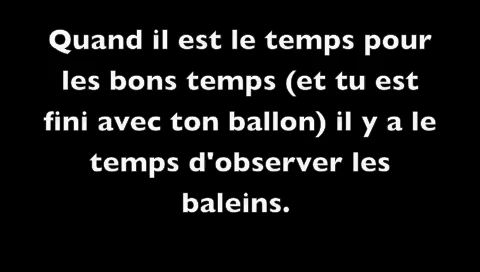 Quand il est le temps pour
les bons temps (et tu est
fini avec ton ballon) il y a le
temps d'observer les
baleins.